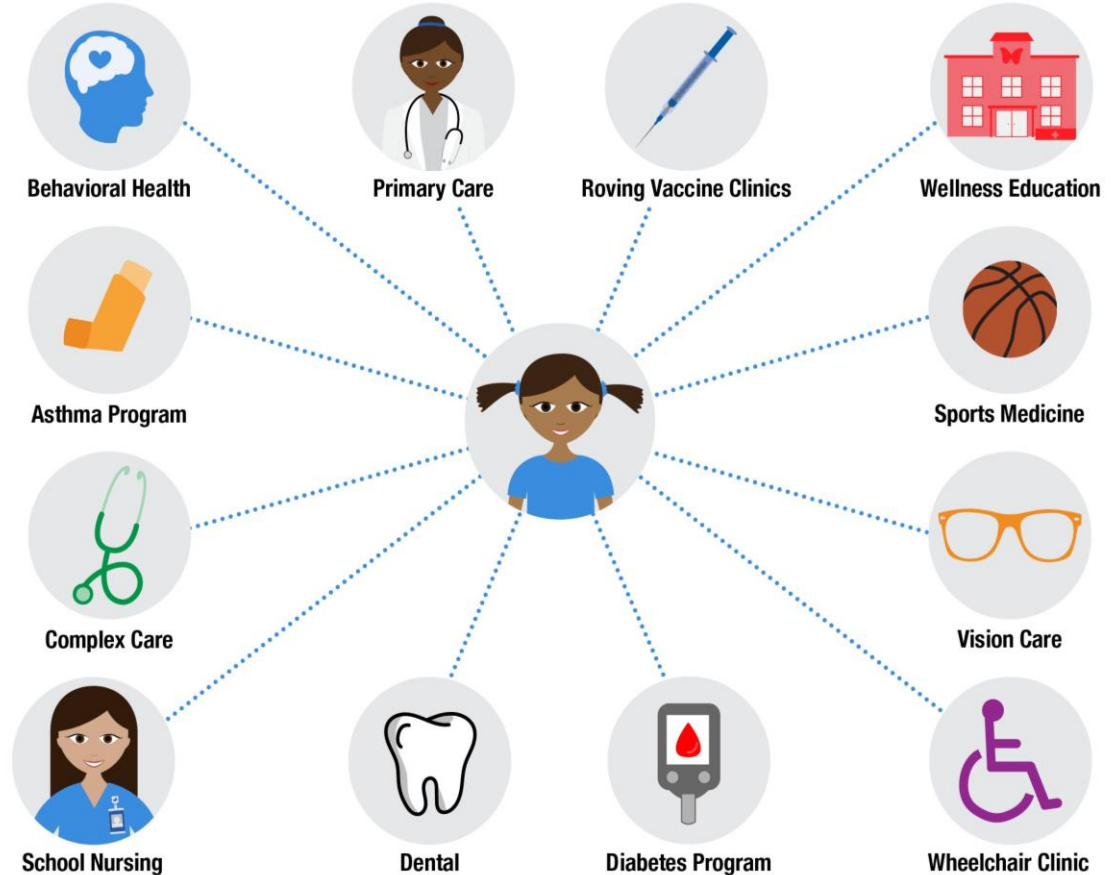 Behavioral Health
Primary Care
Roving Vaccine Clinics
Wellness Education
Asthma Program
Sports Medicine
Complex Care
Vision Care
School Nursing
Dental
Diabetes Program
Wheelchair Clinic